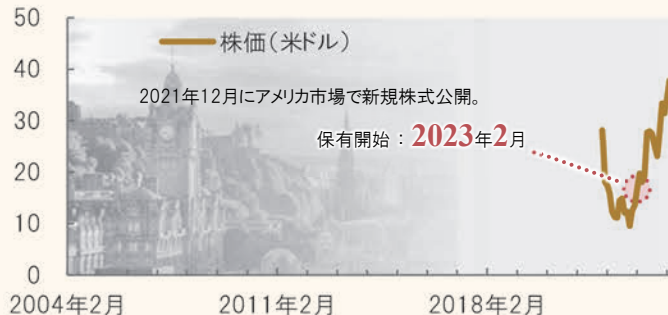 50
株価（米ドル）
40
2021年12月にアメリカ市場で新規株式公開。
30
保有開始：2023年2月
20
10
0
2004年2月
2011年2月
2018年2月